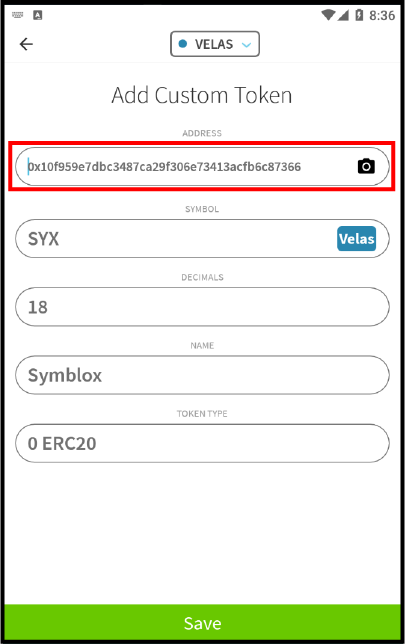 8:36
VELAS
Add Custom Token
ADDRESS
0x10f959e7dbc3487ca29f306e73413acfb6c87366
SYMBOL
SYX
Velas
DECIMALS
18
NAME
Symblox
TOKEN TYPE
0 ERC20
Save